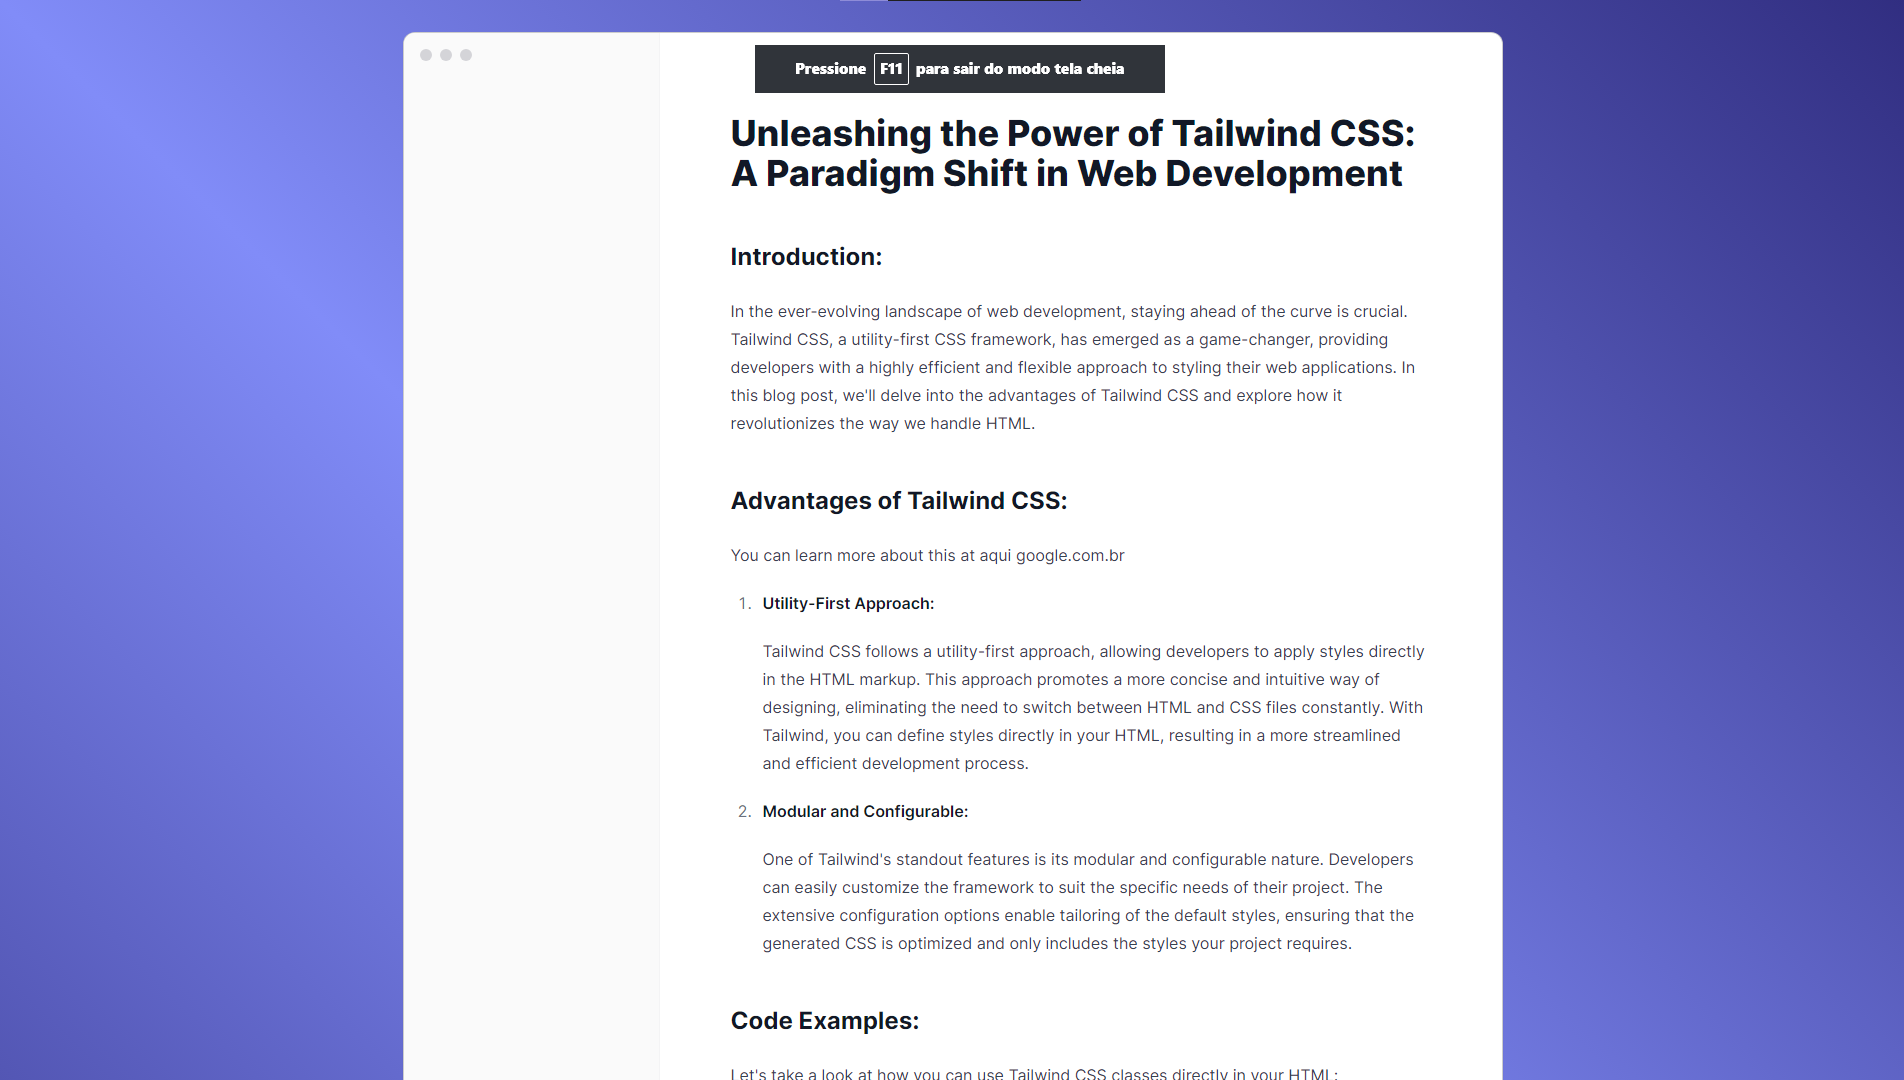 Pressione F11 para sair do modo tela cheia
Unleashing the Power of Tailwind CSS:
A Paradigm Shift in Web Development
Introduction:
In the ever-evolving landscape of web development, staying ahead of the curve is crucial.
Tailwind CSS, a utility-first CSS framework, has emerged as a game-changer, providing
developers with a highly efficient and flexible approach to styling their web applications. In
this blog post, we'll delve into the advantages of Tailwind CSS and explore how it
revolutionizes the way we handle HTML.
Advantages of Tailwind CSS:
You can learn more about this at aqui google.com.br
1. Utility-First Approach:
Tailwind CSS follows a utility-first approach, allowing developers to apply styles directly
in the HTML markup. This approach promotes a more concise and intuitive way of
designing, eliminating the need to switch between HTML and CSS files constantly. With
Tailwind, you can define styles directly in your HTML, resulting in a more streamlined
and efficient development process.
2. Modular and Configurable:
One of Tailwind's standout features is its modular and configurable nature. Developers
can easily customize the framework to suit the specific needs of their project. The
extensive configuration options enable tailoring of the default styles, ensuring that the
generated CSS is optimized and only includes the styles your project requires.
Code Examples:
Let's take a look at how you can use Tailwind CSS classes directly in your HTML: